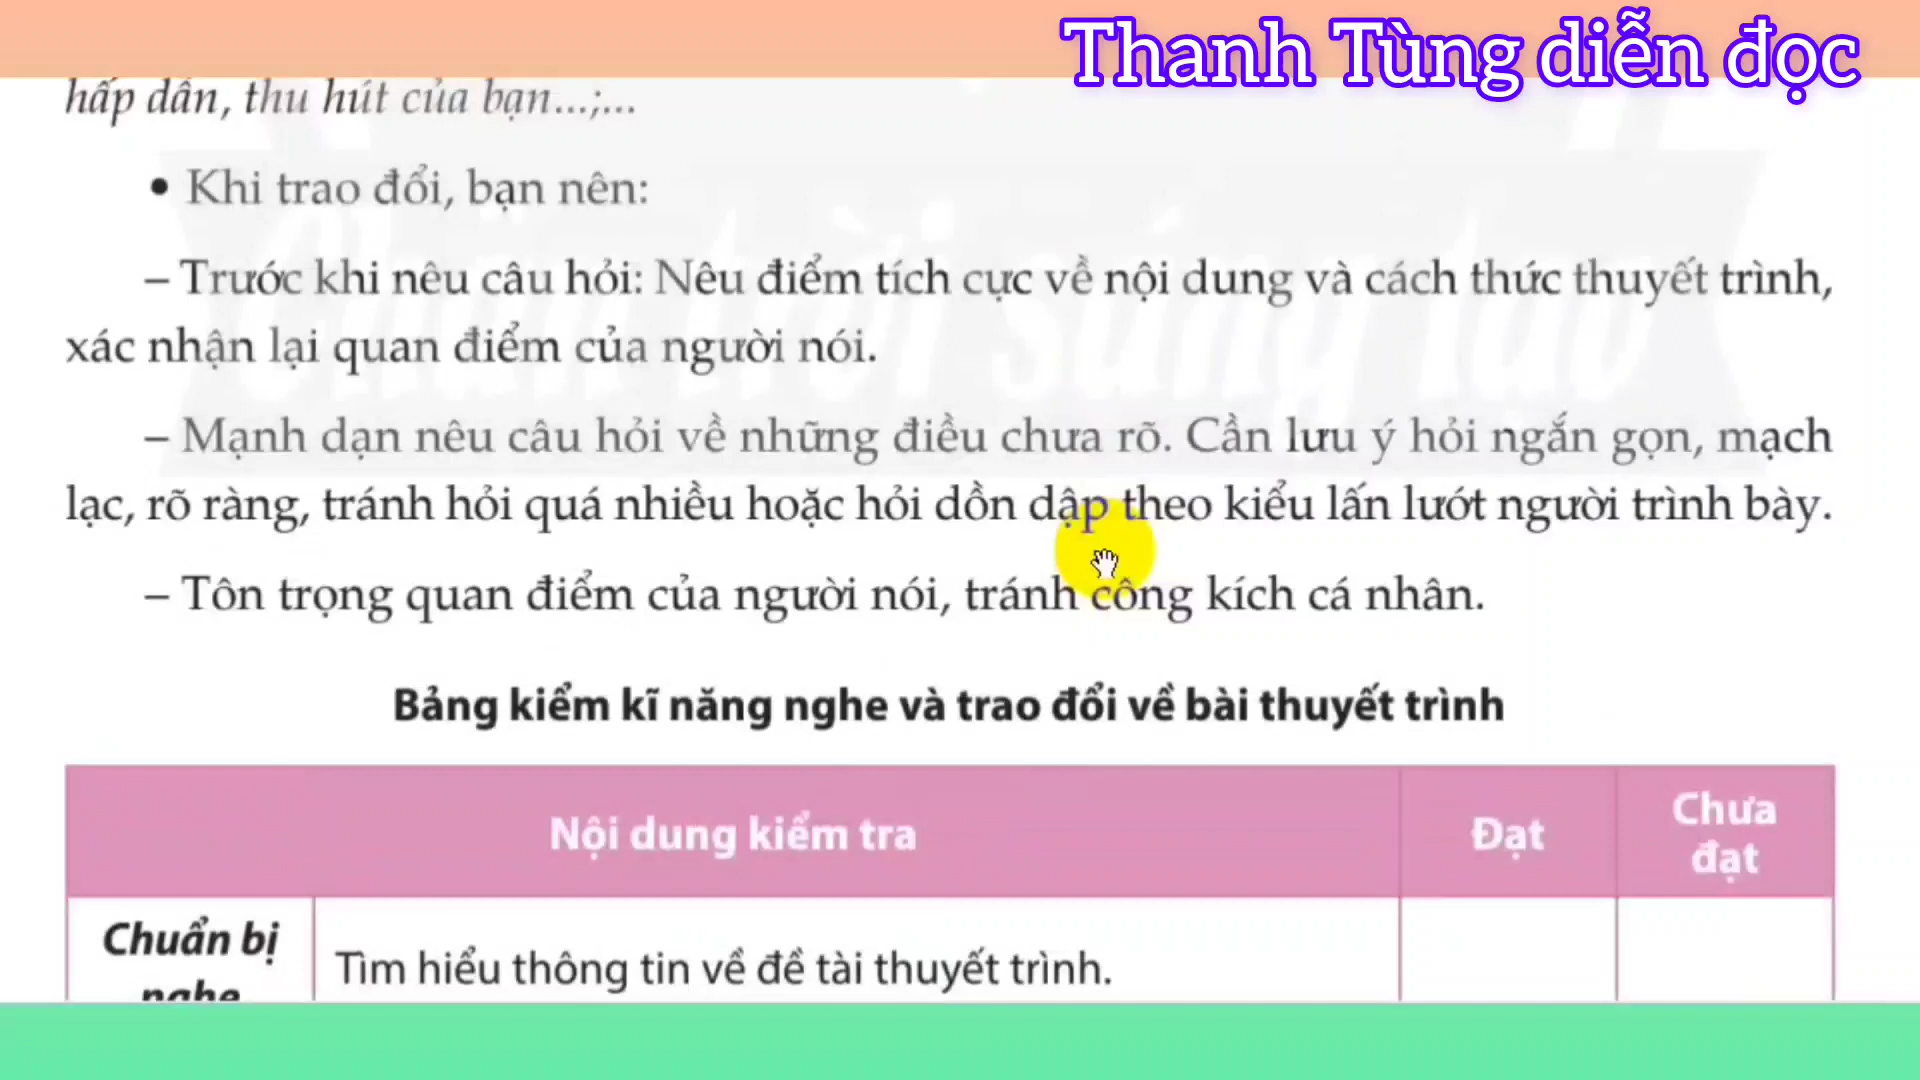 Thanh Tùng diễn đọc
hấp dẫn, thu hút của bạn...;...
• Khi trao đổi, bạn nên:
– Trước khi nêu câu hỏi: Nêu điểm tích cực về nội dung và cách thức thuyết trình,
xác nhận lại quan điểm của người nói.
– Mạnh dạn nêu câu hỏi về những điều chưa rõ. Cần lưu ý hỏi ngắn gọn, mạch
lạc, rõ ràng, tránh hỏi quá nhiều hoặc hỏi dồn dập theo kiểu lấn lướt người trình bày.
– Tôn trọng quan điểm của người nói, tránh công kích cá nhân.
Bảng kiểm kĩ năng nghe và trao đổi về bài thuyết trình
Nội dung kiểm tra
Đạt
Chưa
đạt
Chuẩn bị
nghe
Tìm hiểu thông tin về đề tài thuyết trình.
Chân trời sáng tạo